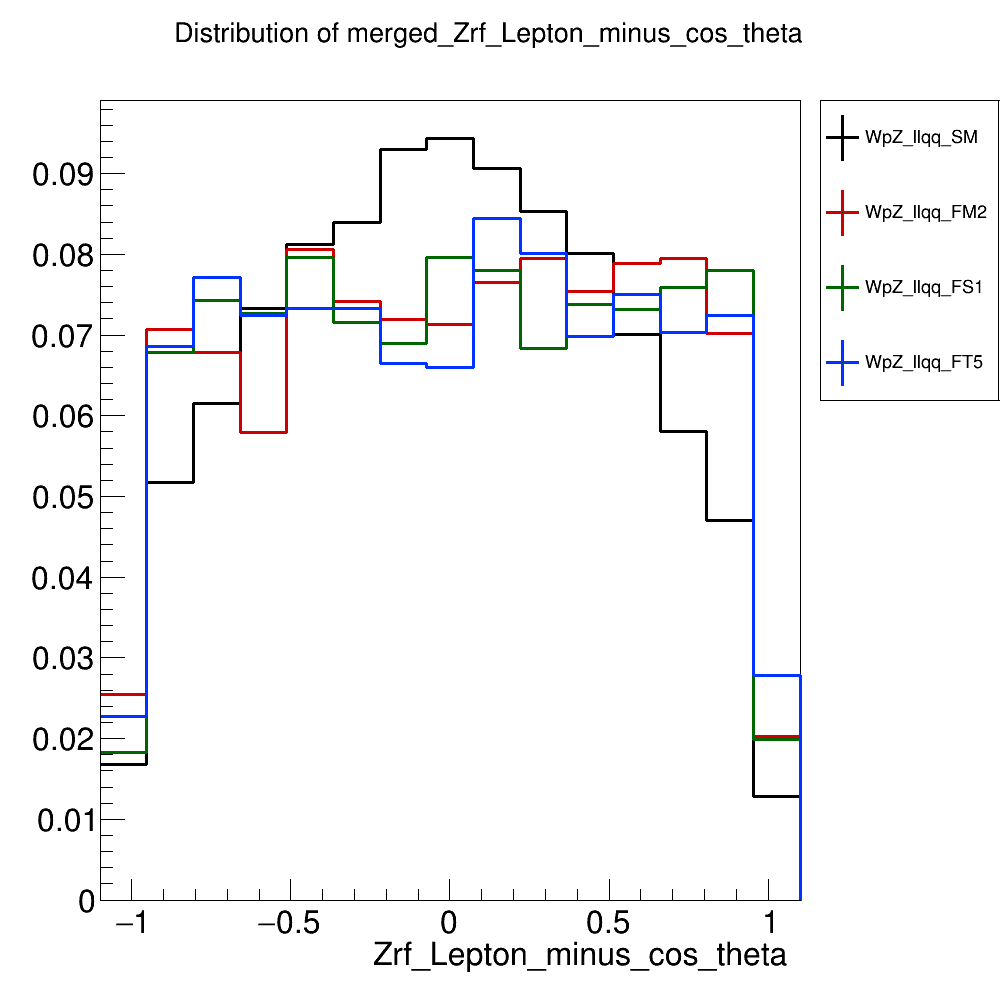 Distribution of merged_Zrf_Lepton_minus_cos_theta
WpZ_llqq_SM
WpZ_llqq_FM2
WpZ_llqq_FS1
WpZ_llqq_FT5
0.09
0.08
0.07
0.06
0.05
0.04
0.03
0.02
0.01
0
−1
−0.5
0
0.5
1
Zrf_Lepton_minus_cos_theta